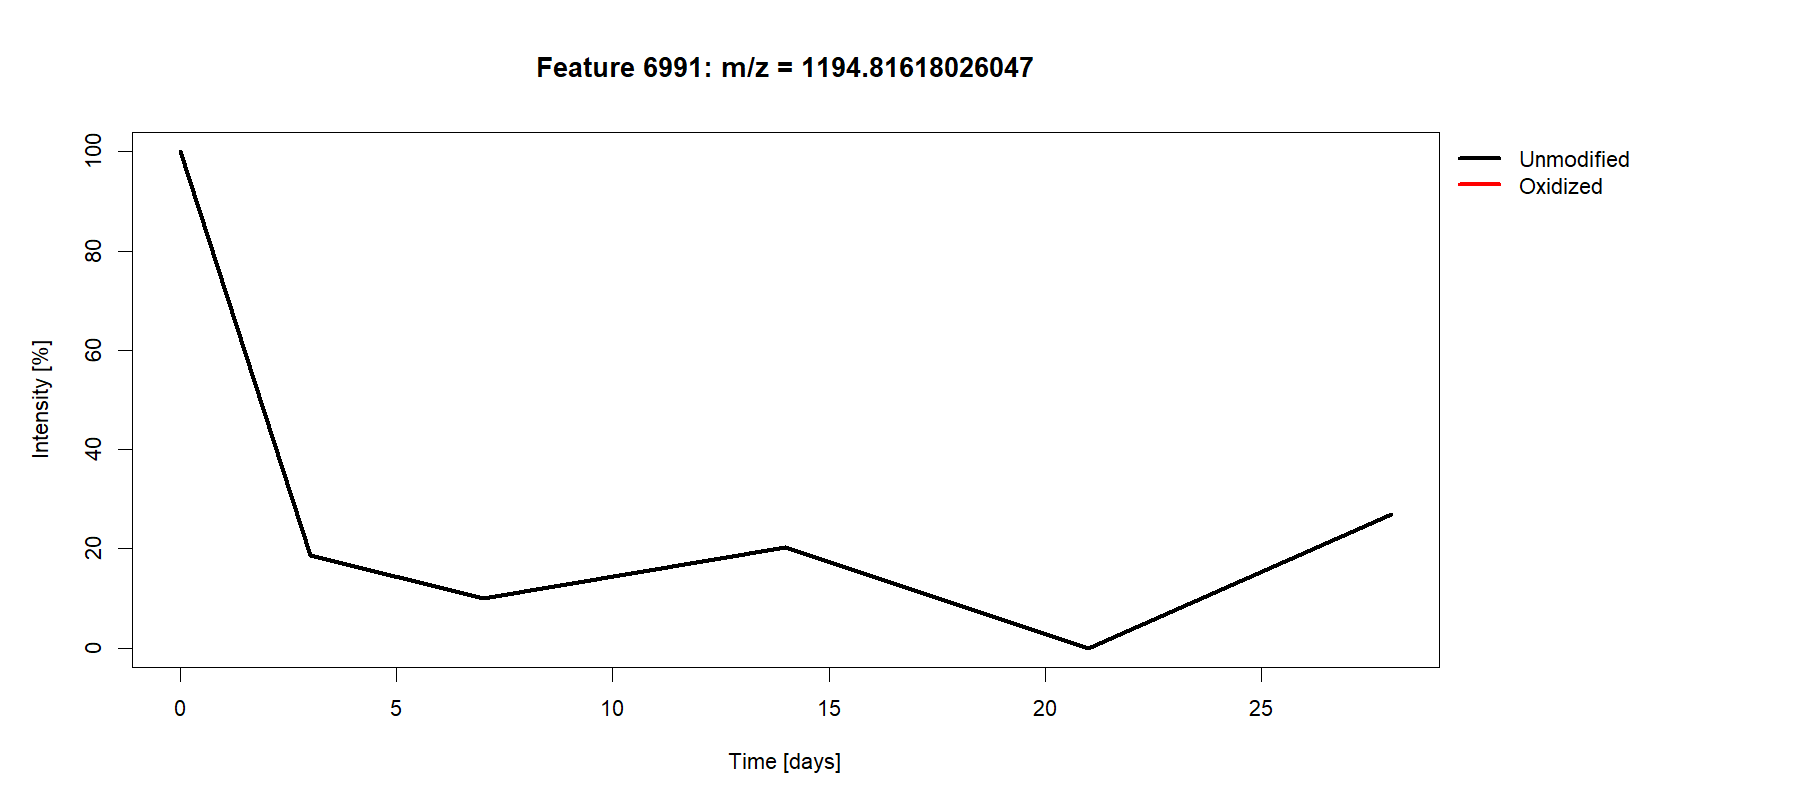 Feature 6991: m/z = 1194.81618026047
Unmodified
Oxidized
Intensity [%]
100
80
60
40
20
0
0 5 10 15 20 25
Time [days]